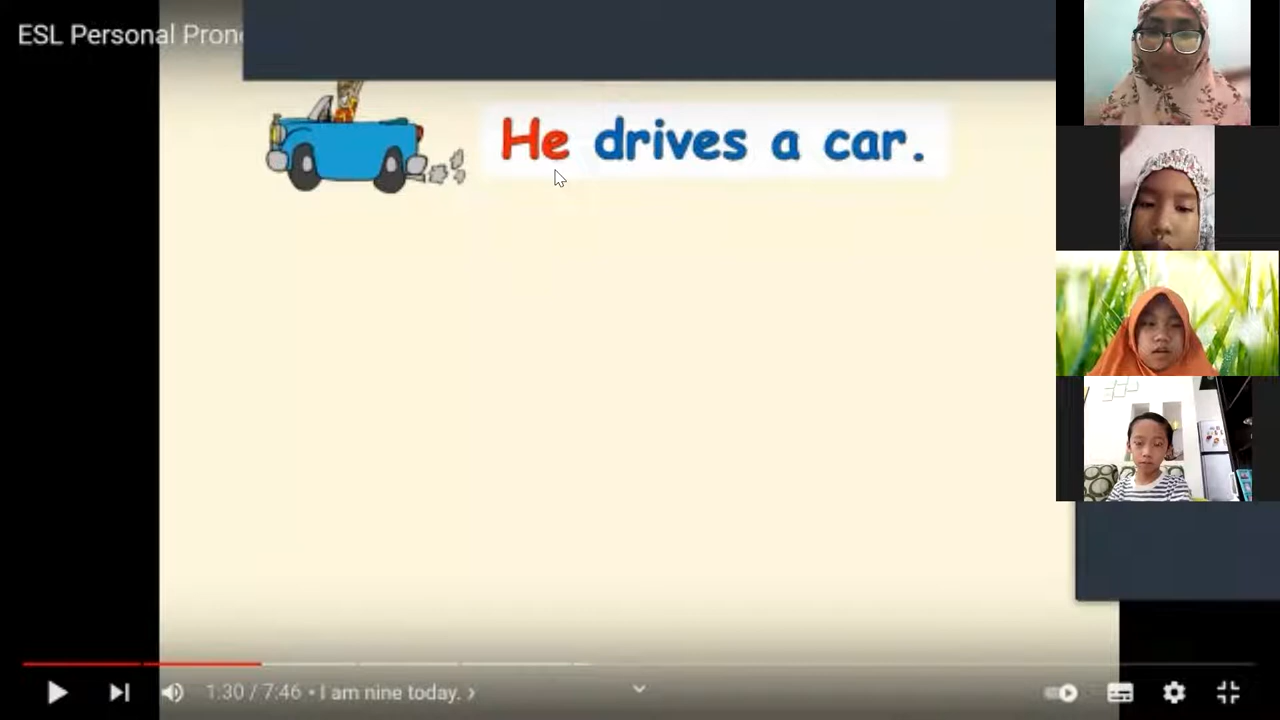 ESL Personal Pron
He drives a car.
1:30 / 7:46 • I am nine today. ›